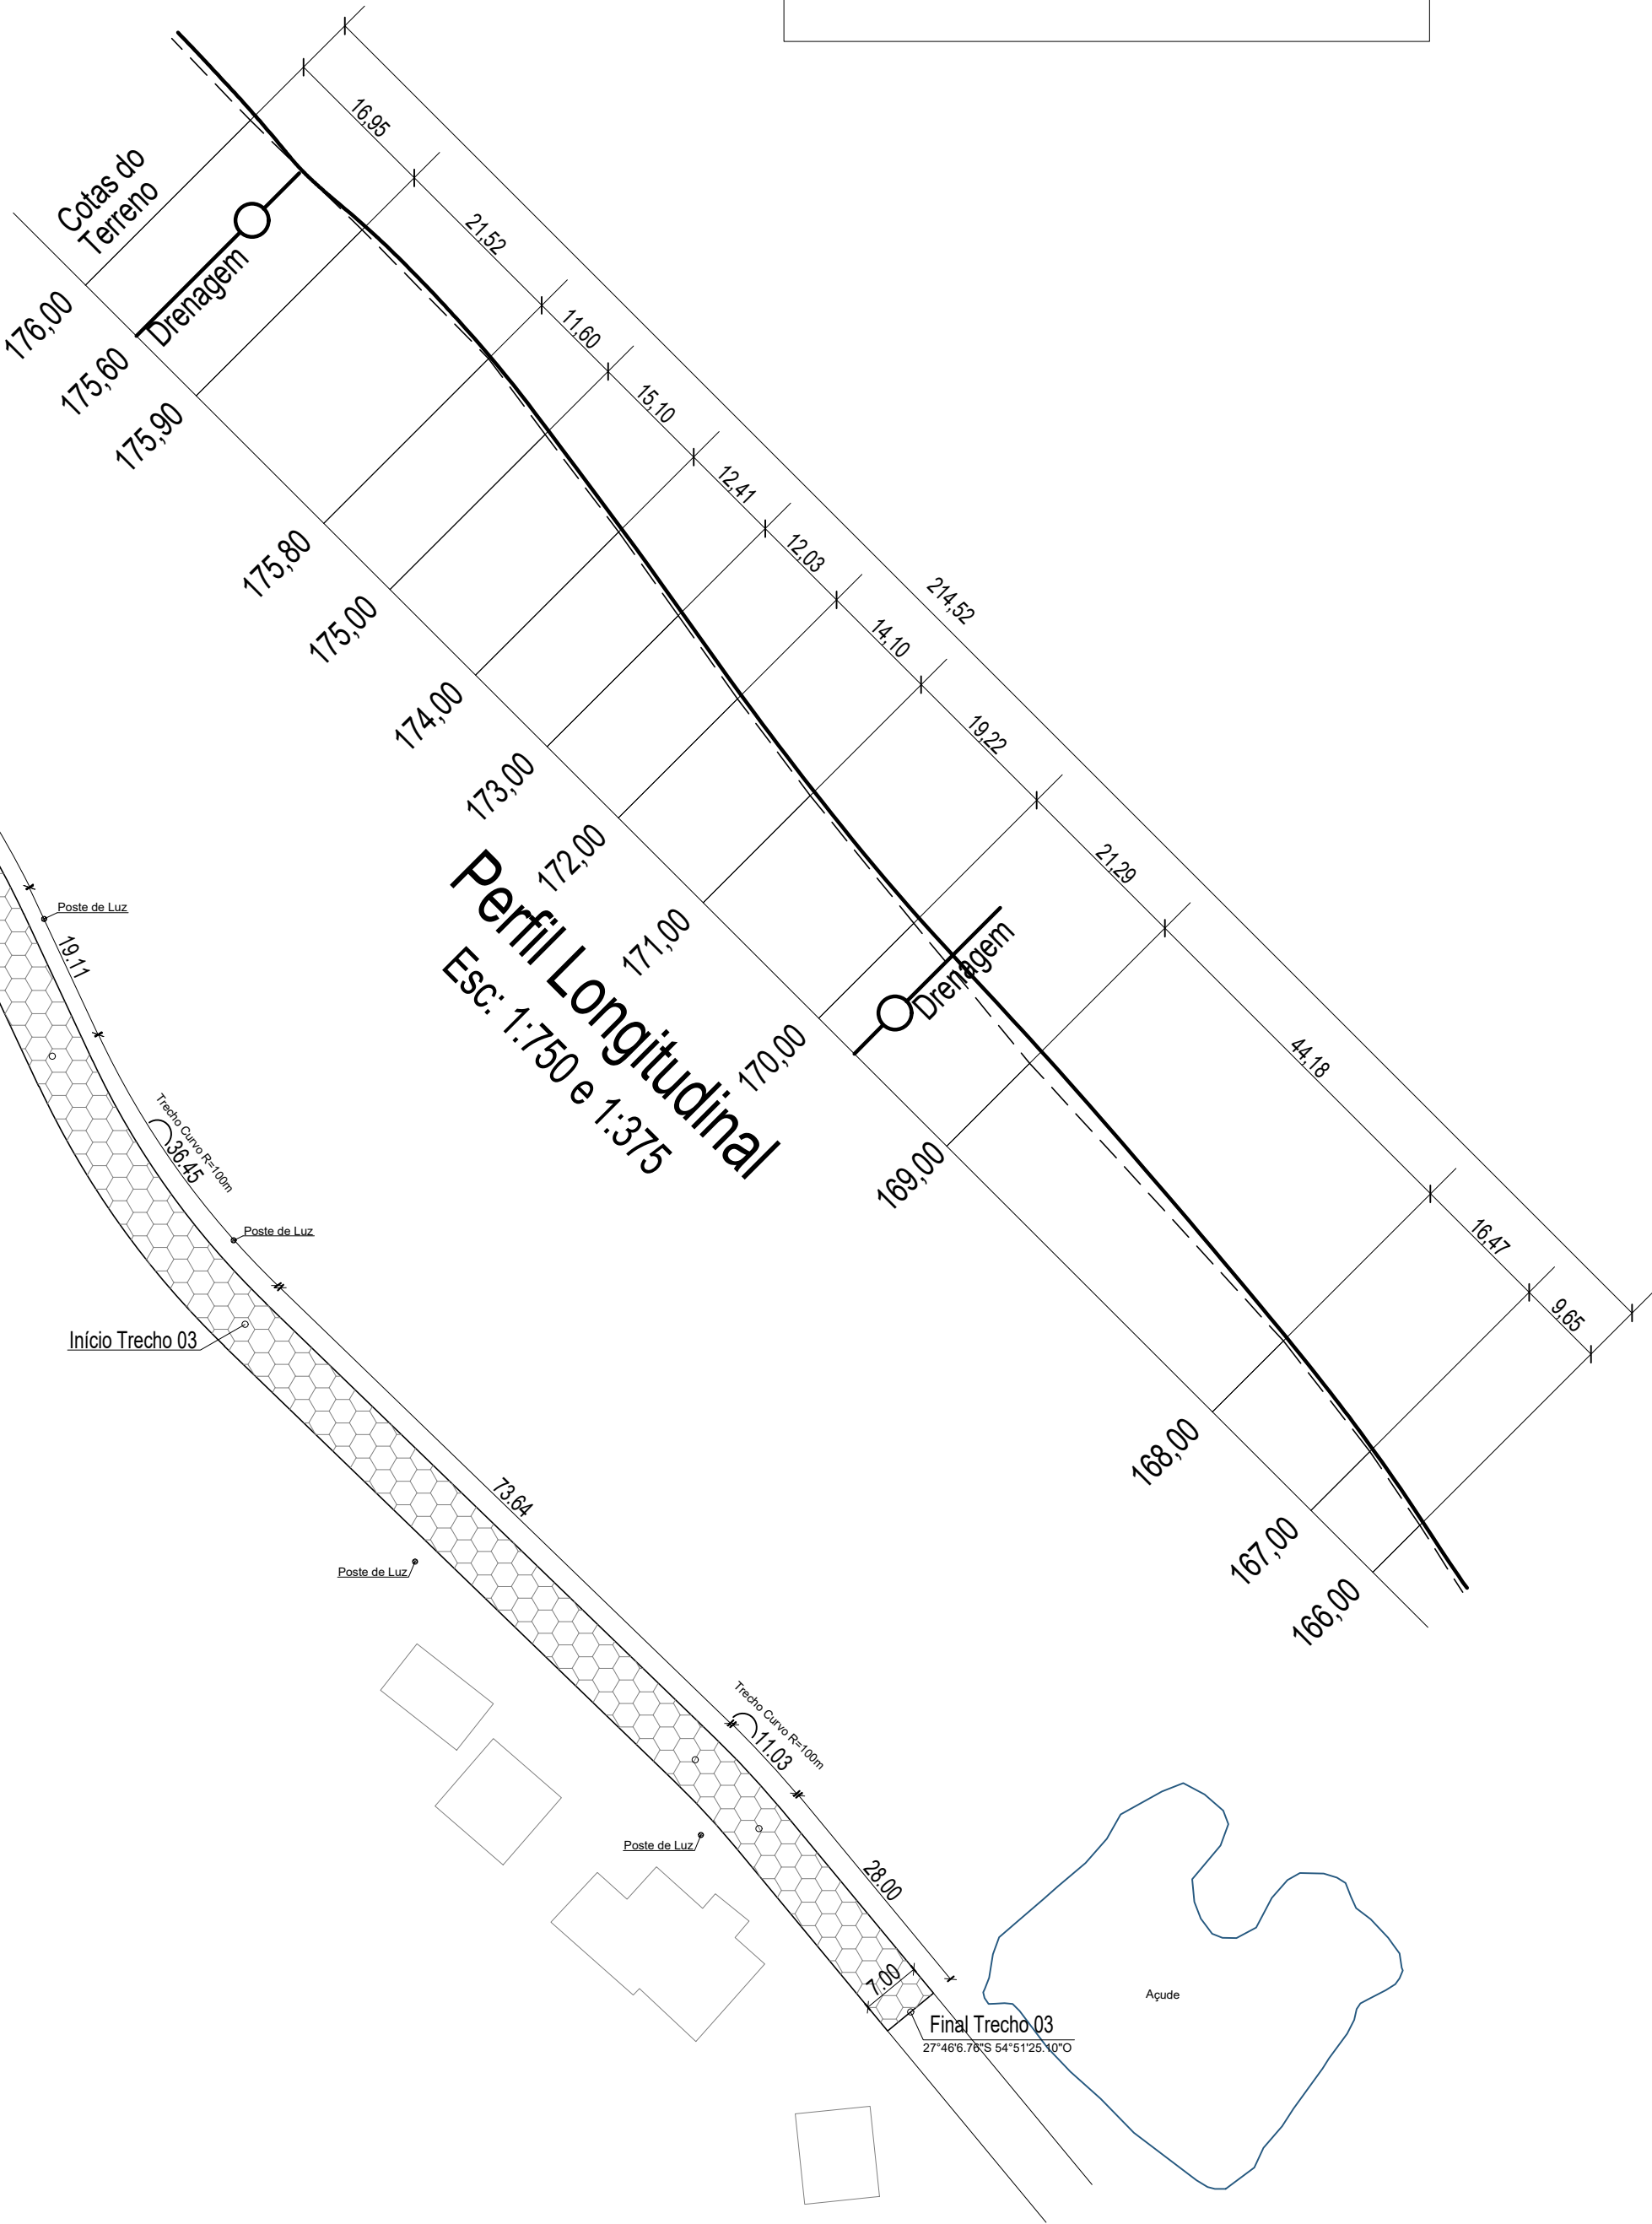 Cotas do
Terreno
16,95
21,52
11,60
15,10
12,41
12,03
14,10
19,22
21,29
44,18
16,47
9,65
214,52
Drenagem
Drenagem
176,00
175,60
175,90
175,80
175,00
174,00
173,00
172,00
171,00
170,00
169,00
168,00
167,00
166,00
Perfil Longitudinal
Esc: 1:750 e 1:375
Poste de Luz
19.11
Trecho Curvo R=100m
36.45
Poste de Luz
Início Trecho 03
73.64
Poste de Luz
Trecho Curvo R=100m
11.03
Poste de Luz
28.00
7.00
Final Trecho 03
27°46'6.76"S 54°51'25.10"O
Açude